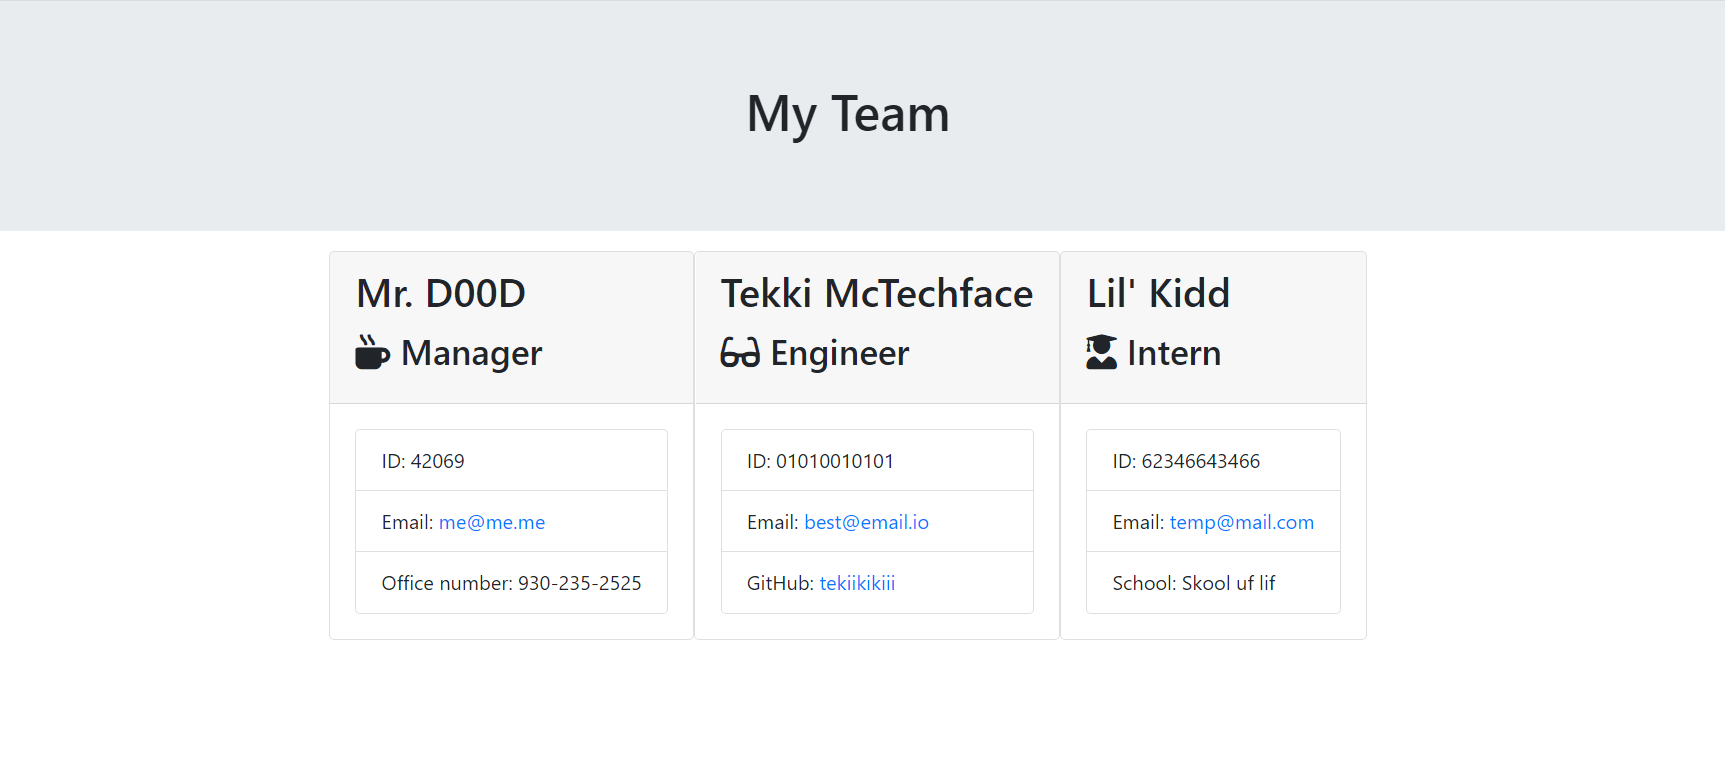 My Team
Mr. D00D
Manager
ID: 42069
Email: me@me.me
Office number: 930-235-2525
Tekki McTechface
Engineer
ID: 01010010101
Email: best@email.io
GitHub: tekiikikiii
Lil' Kidd
Intern
ID: 62346643466
Email: temp@mail.com
School: Skool uf lif